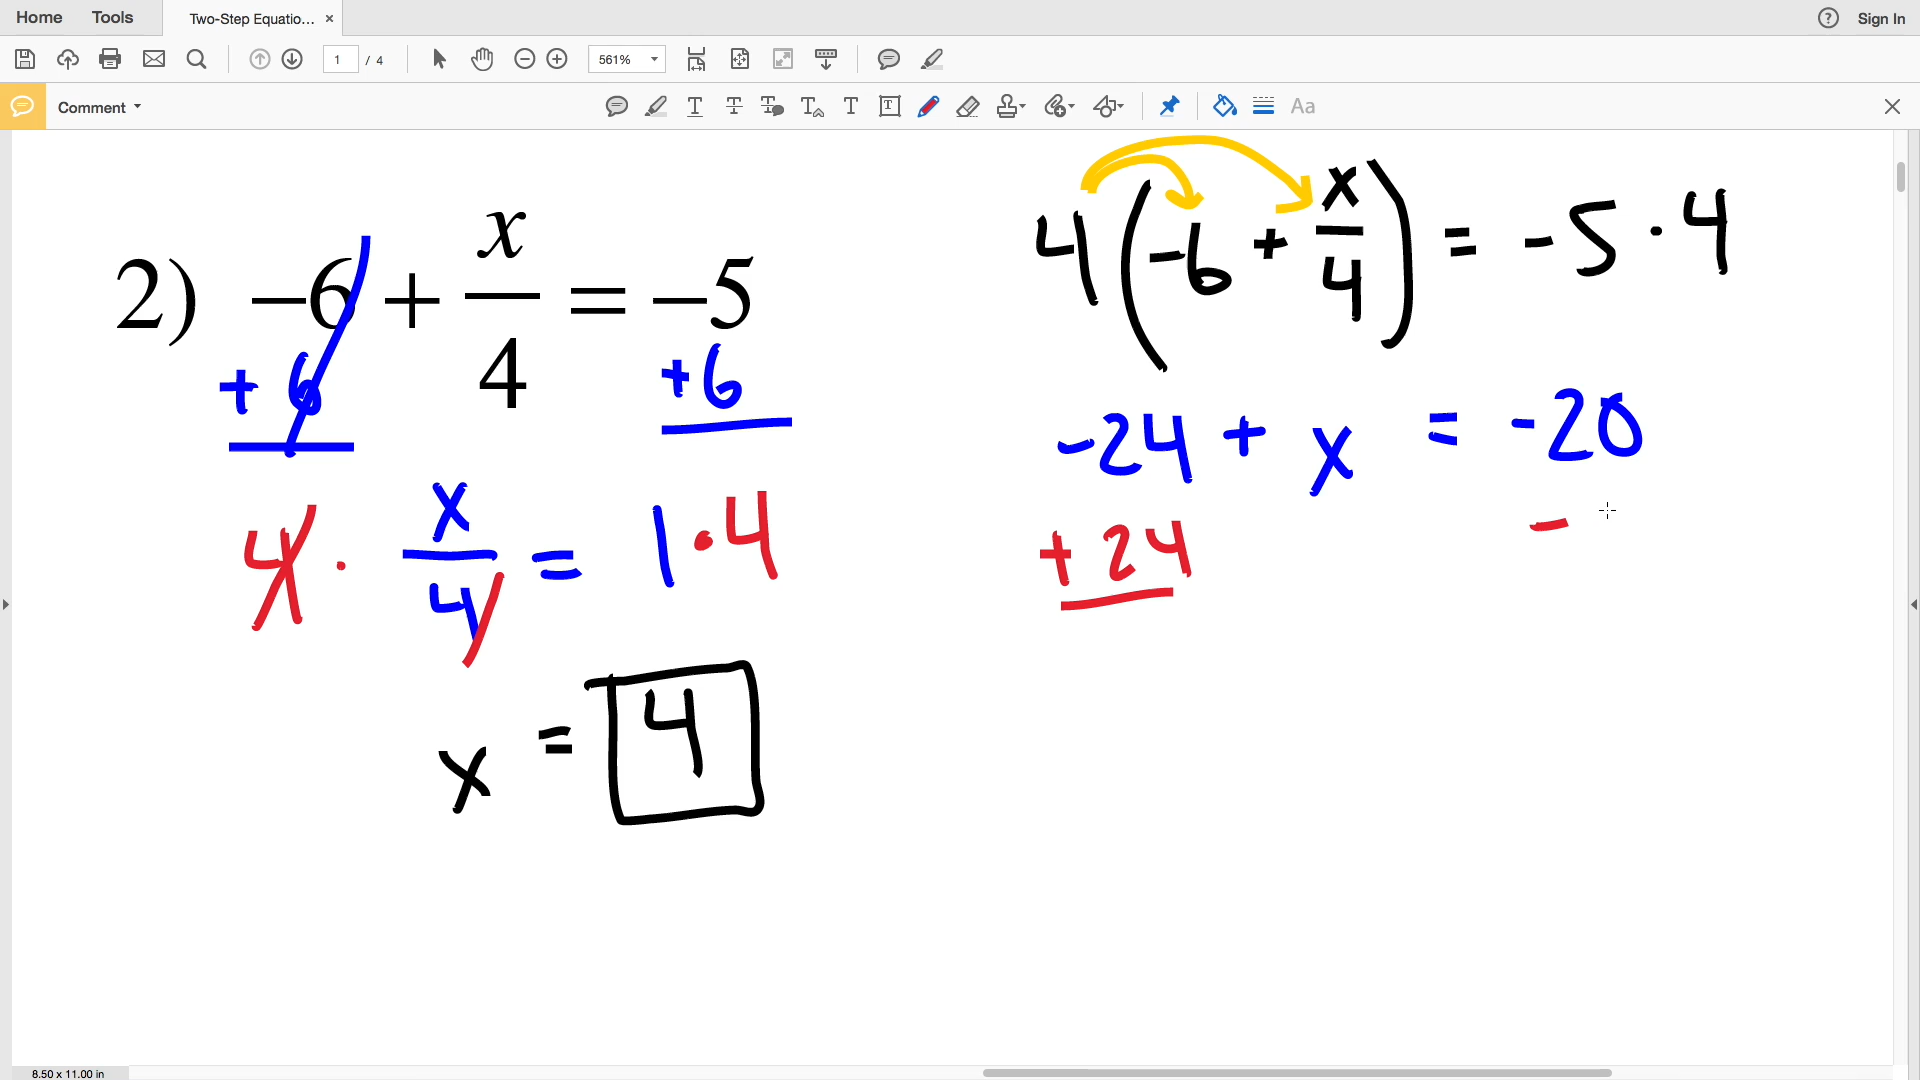 Home Tools Two-Step Equatio... × ? Sign In
1 / 4 561%
Comment Aa
2) −6 + x/4 = −5
+ 6 +6
4 · x/4 = 1 · 4
x = 4
4(-6 + x/4) = -5 · 4
-24 + x = -20
+ 24 -
8.50 x 11.00 in